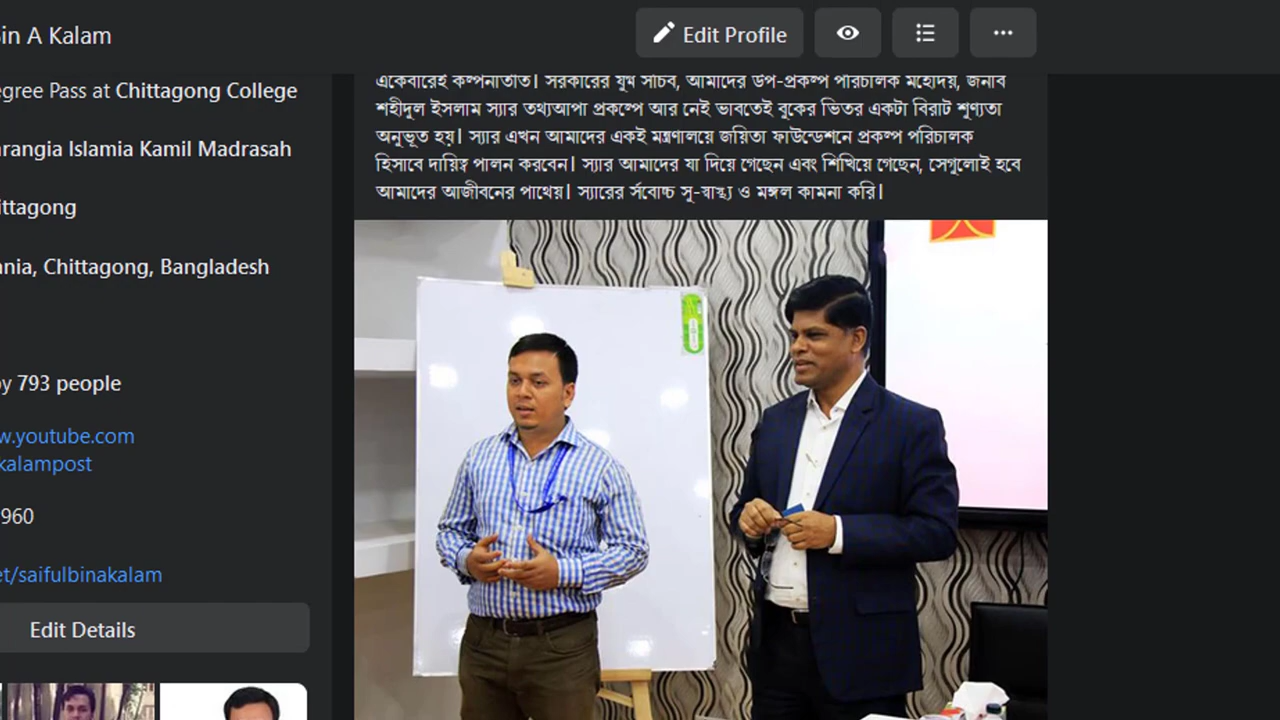 in A Kalam
Edit Profile
egree Pass at Chittagong College
arangia Islamia Kamil Madrasah
ittagong
ania, Chittagong, Bangladesh
by 793 people
w.youtube.com
kalampost
960
et/saifulbinakalam
Edit Details
একেবারেই কল্পনাতীত। সরকারের যুগ্ম সচিব, আমাদের উপ-প্রকল্প পরিচালক মহোদয়, জনাব
শহীদুল ইসলাম স্যার তথ্যআপা প্রকল্পে আর নেই ভাবতেই বুকের ভিতর একটা বিরাট শূণ্যতা
অনুভূত হয়। স্যার এখন আমাদের একই মন্ত্রণালয়ে জয়িতা ফাউন্ডেশনে প্রকল্প পরিচালক
হিসাবে দায়িত্ব পালন করবেন। স্যার আমাদের যা দিয়ে গেছেন এবং শিখিয়ে গেছেন, সেগুলোই হবে
আমাদের আজীবনের পাথেয়। স্যারের র্সবোচ্চ সু-স্বাস্থ্য ও মঙ্গল কামনা করি।